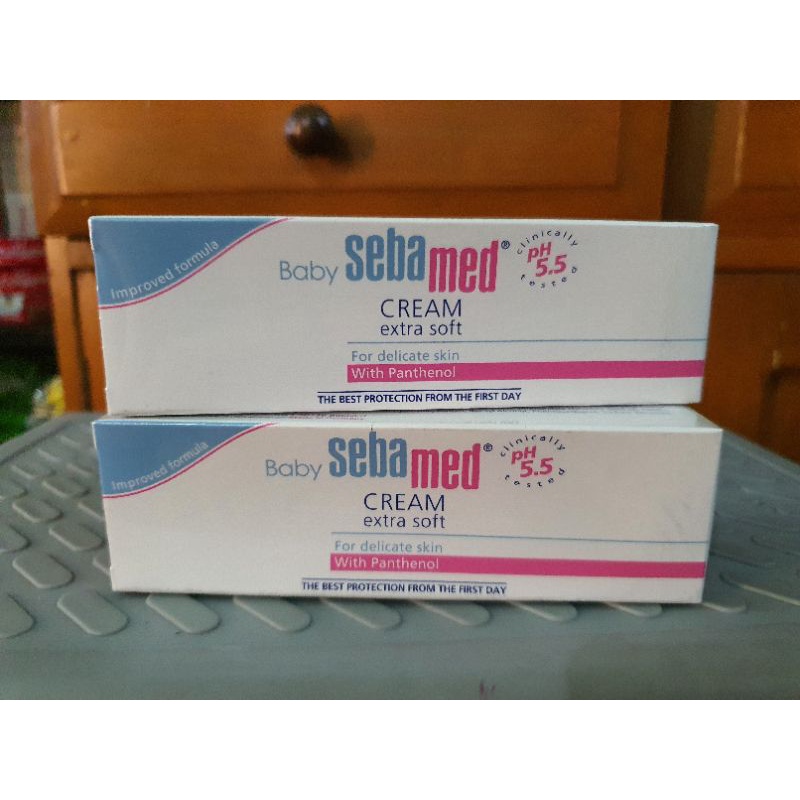 Improved formula
Baby sebamed®
clinically
pH
5.5
tested
CREAM
extra soft
For delicate skin
With Panthenol
THE BEST PROTECTION FROM THE FIRST DAY
Improved formula
Baby sebamed®
clinically
pH
5.5
tested
CREAM
extra soft
For delicate skin
With Panthenol
THE BEST PROTECTION FROM THE FIRST DAY